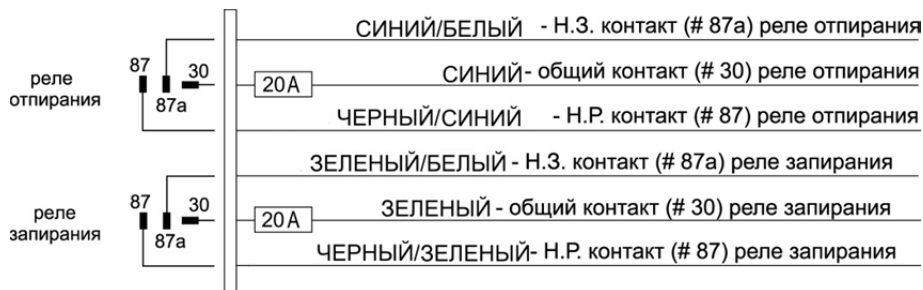 СИНИЙ/БЕЛЫЙ - Н.З. контакт (# 87а) реле отпирания
реле
отпирания
87
30
87а
20А
СИНИЙ- общий контакт (# 30) реле отпирания
ЧЕРНЫЙ/СИНИЙ - Н.Р. контакт (# 87) реле отпирания
ЗЕЛЕНЫЙ/БЕЛЫЙ - Н.З. контакт (# 87а) реле запирания
реле
запирания
87
30
87а
20А
ЗЕЛЕНЫЙ - общий контакт (# 30) реле запирания
ЧЕРНЫЙ/ЗЕЛЕНЫЙ- Н.Р. контакт (# 87) реле запирания